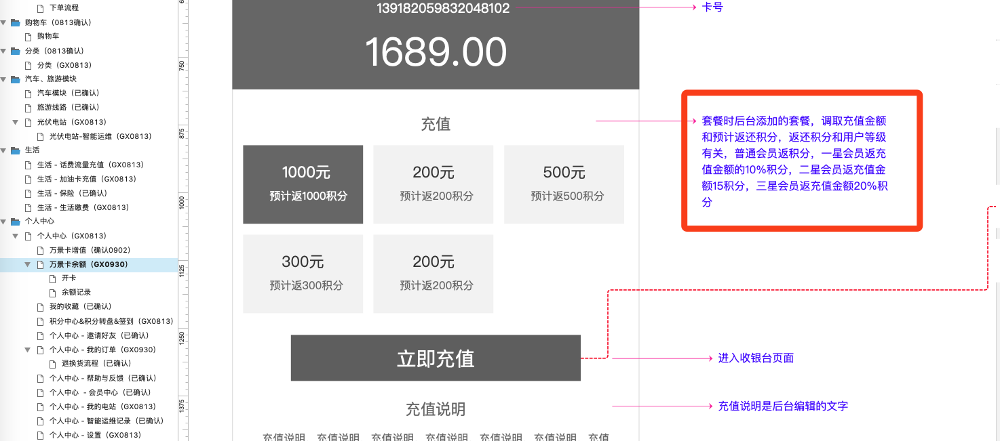 下单流程
购物车（0813确认）
购物车
分类（0813确认）
分类（GX0813）
汽车、旅游模块
汽车模块（已确认）
旅游线路（已确认）
光伏电站（GX0813）
光伏电站-智能运维（GX0813）
生活
生活 - 话费流量充值（GX0813）
生活 - 加油卡充值（GX0813）
生活 - 保险（已确认）
生活 - 生活缴费（GX0813）
个人中心
个人中心（GX0813）
万景卡增值（确认0902）
万景卡余额（GX0930）
开卡
余额记录
我的收藏（已确认）
积分中心&积分转盘&签到（GX0813）
个人中心 - 邀请好友（已确认）
个人中心 - 我的订单（GX0930）
退换货流程（已确认）
个人中心 - 帮助与反馈（已确认）
个人中心 - 会员中心（已确认）
个人中心 - 我的电站（GX0813）
个人中心 - 智能运维记录（已确认）
个人中心 - 设置（GX0813）
750
875
1000
1125
1250
1375
139182059832048102
卡号
1689.00
充值
套餐时后台添加的套餐，调取充值金额
和预计返还积分，返还积分和用户等级
有关，普通会员返积分，一星会员返充
值金额的10%积分，二星会员返充值金
额15积分，三星会员返充值金额20%积
分
1000元
预计返1000积分
200元
预计返200积分
500元
预计返500积分
300元
预计返300积分
200元
预计返200积分
立即充值
进入收银台页面
充值说明
充值说明是后台编辑的文字
充值说明 充值说明 充值说明 充值说明 充值说明 充值说明 充值